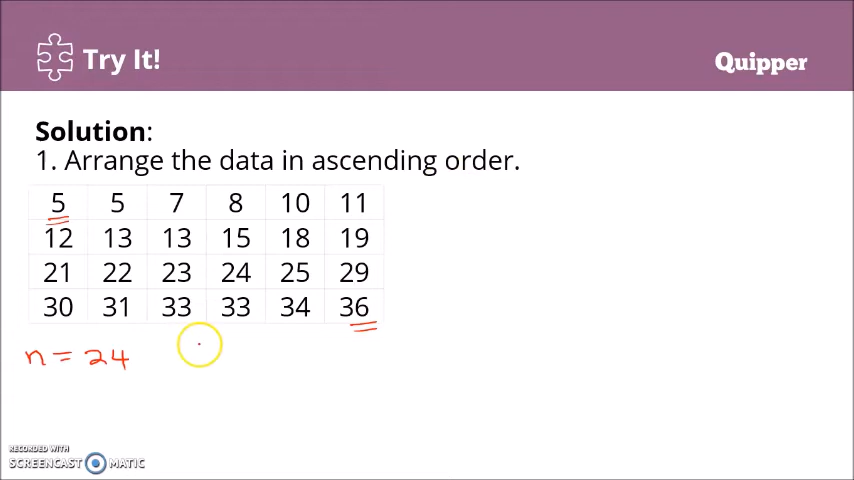 Try It!
Quipper
Solution:
1. Arrange the data in ascending order.
5 5 7 8 10 11
12 13 13 15 18 19
21 22 23 24 25 29
30 31 33 33 34 36
n = 24
RECORDED WITH
SCREENCAST MATIC